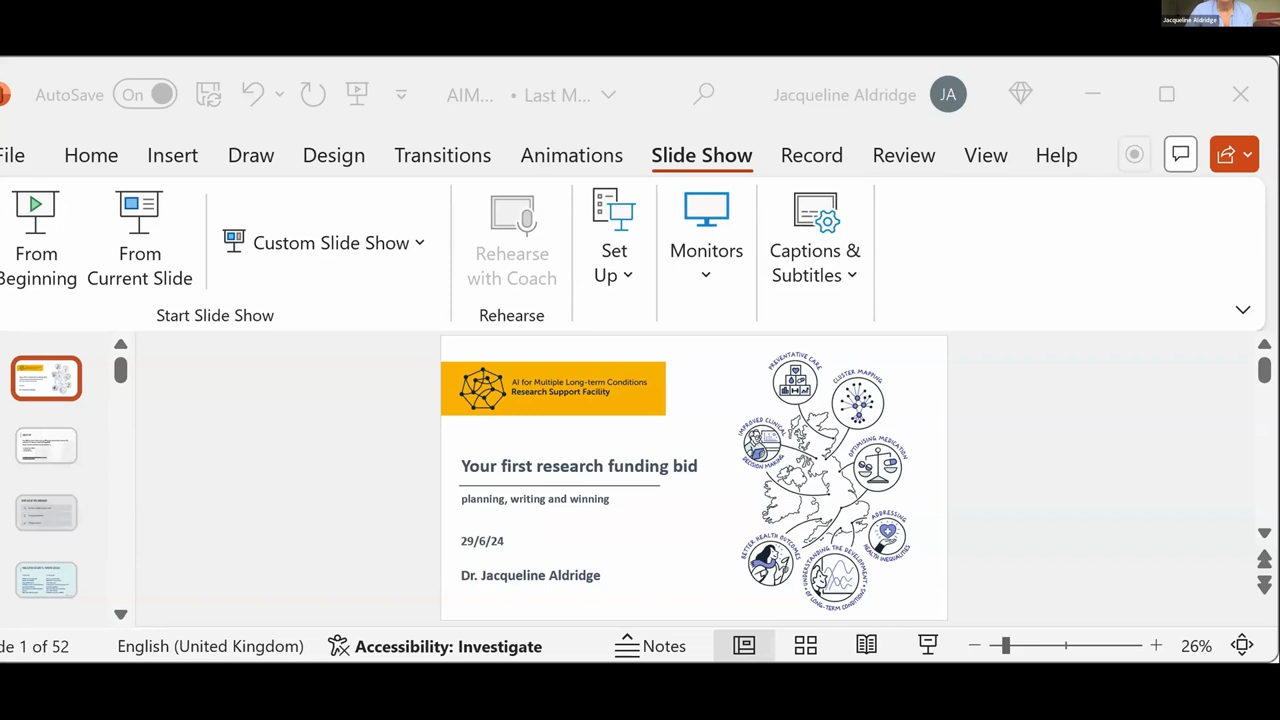 Jacqueline Aldridge
AutoSave On AIM... • Last M... Jacqueline Aldridge JA
File Home Insert Draw Design Transitions Animations Slide Show Record Review View Help
From Beginning
From Current Slide
Custom Slide Show
Rehearse with Coach
Set Up
Monitors
Captions & Subtitles
Start Slide Show
Rehearse
AI for Multiple Long-term Conditions
Research Support Facility
PREVENTATIVE CARE
CLUSTER MAPPING
IMPROVED CLINICAL DECISION MAKING
OPTIMISING MEDICATION
Your first research funding bid
planning, writing and winning
29/6/24
Dr. Jacqueline Aldridge
ADDRESSING HEALTH INEQUALITIES
BETTER HEALTH OUTCOMES
UNDERSTANDING THE DEVELOPMENT OF LONG-TERM CONDITIONS
de 1 of 52 English (United Kingdom) Accessibility: Investigate Notes 26%